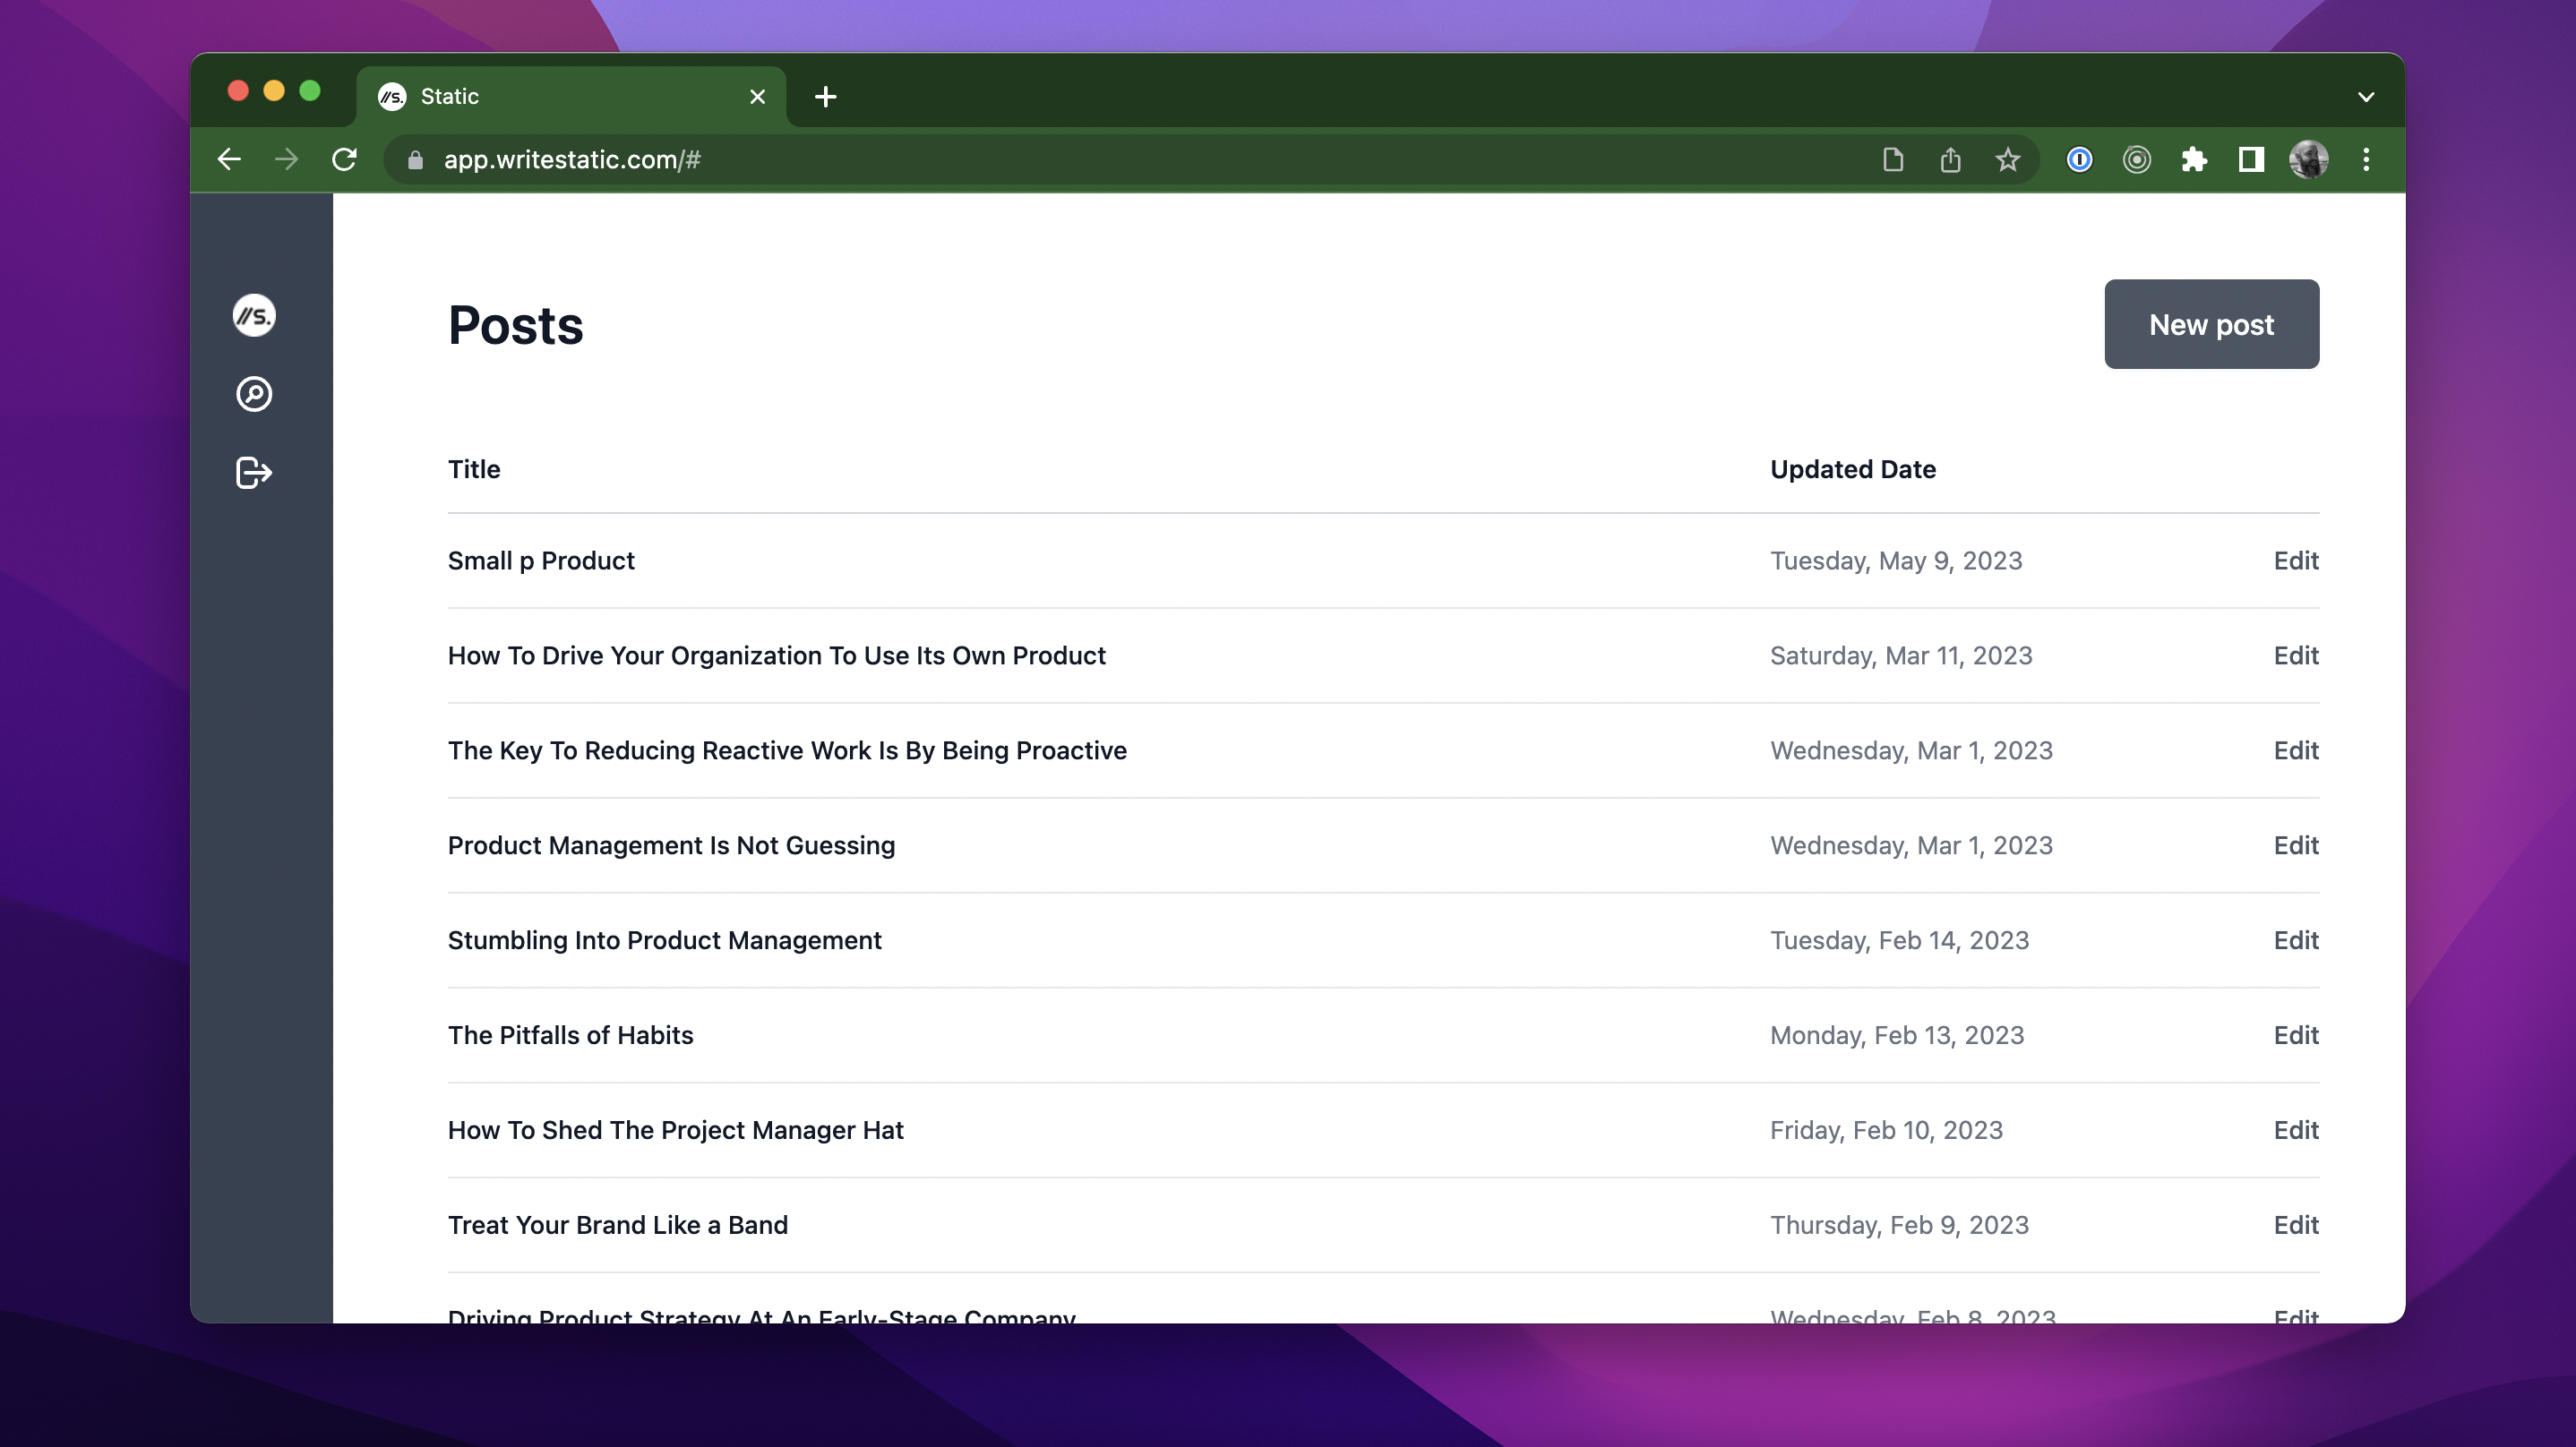 //s. Static
app.writestatic.com/#
//s.
Posts
New post
Title Updated Date
Small p Product Tuesday, May 9, 2023 Edit
How To Drive Your Organization To Use Its Own Product Saturday, Mar 11, 2023 Edit
The Key To Reducing Reactive Work Is By Being Proactive Wednesday, Mar 1, 2023 Edit
Product Management Is Not Guessing Wednesday, Mar 1, 2023 Edit
Stumbling Into Product Management Tuesday, Feb 14, 2023 Edit
The Pitfalls of Habits Monday, Feb 13, 2023 Edit
How To Shed The Project Manager Hat Friday, Feb 10, 2023 Edit
Treat Your Brand Like a Band Thursday, Feb 9, 2023 Edit
Driving Product Strategy At An Early-Stage Company Wednesday, Feb 8, 2023 Edit